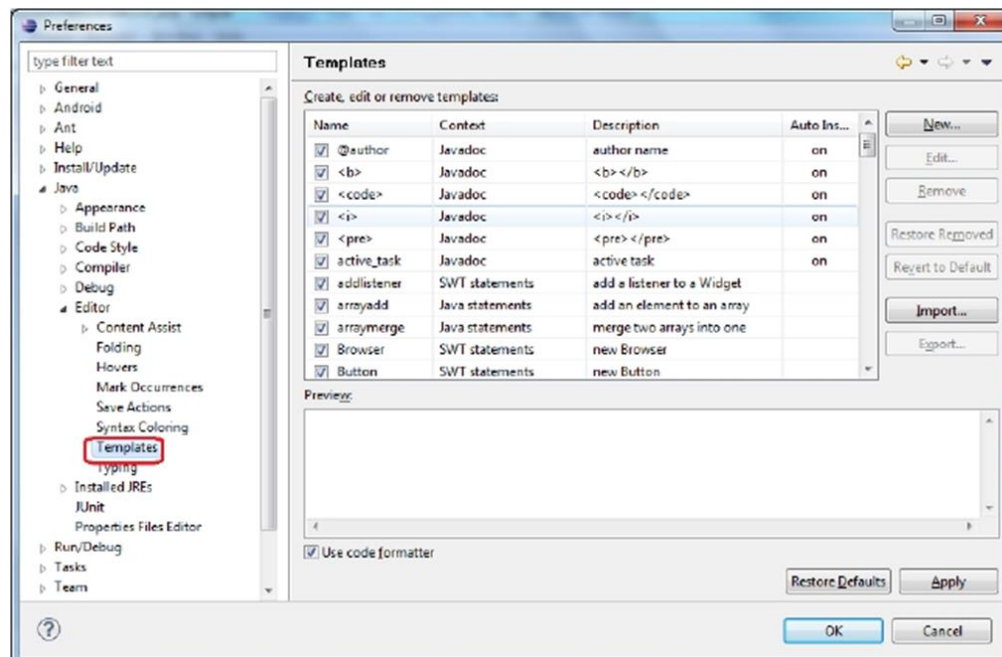 Preferences
type filter text
General
Android
Ant
Help
Install/Update
Java
Appearance
Build Path
Code Style
Compiler
Debug
Editor
Content Assist
Folding
Hovers
Mark Occurrences
Save Actions
Syntax Coloring
Templates
Typing
Installed JREs
JUnit
Properties Files Editor
Run/Debug
Tasks
Team
Templates
Create, edit or remove templates:
Name Context Description Auto Ins...
@author Javadoc author name on
<b> Javadoc <b></b> on
<code> Javadoc <code></code> on
<i> Javadoc <i></i> on
<pre> Javadoc <pre></pre> on
active_task Javadoc active task on
addlistener SWT statements add a listener to a Widget
arrayadd Java statements add an element to an array
arraymerge Java statements merge two arrays into one
Browser SWT statements new Browser
Button SWT statements new Button
New...
Edit...
Remove
Restore Removed
Revert to Default
Import...
Export...
Preview:
Use code formatter
Restore Defaults
Apply
OK
Cancel